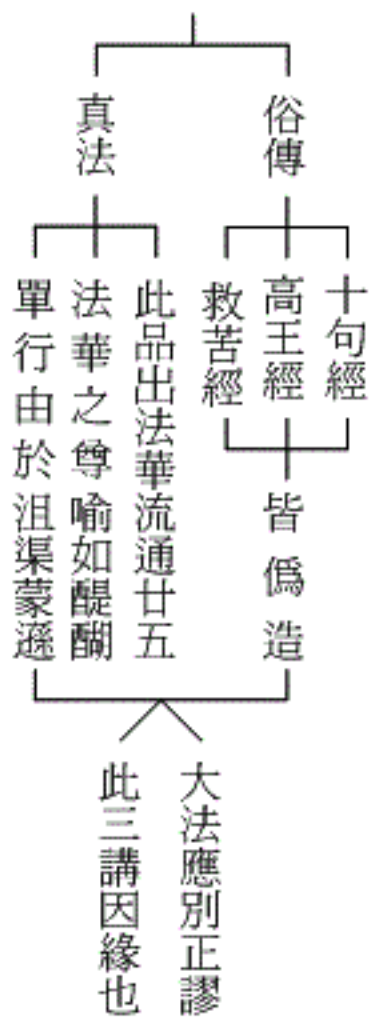 俗傳
十句經
高王經
救苦經
皆偽造
真法
此品出法華流通廿五
法華之尊喻如醍醐
單行由於沮渠蒙遜
大法應別正謬
此三講因緣也